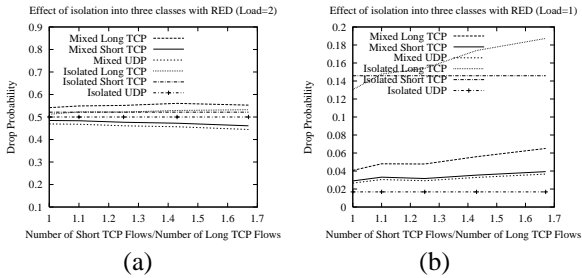 Effect of isolation into three classes with RED (Load=2)
Drop Probability
0.9
0.8
0.7
0.6
0.5
0.4
0.3
0.2
0.1
Mixed Long TCP
Mixed Short TCP
Mixed UDP
Isolated Long TCP
Isolated Short TCP
Isolated UDP
1 1.1 1.2 1.3 1.4 1.5 1.6 1.7
Number of Short TCP Flows/Number of Long TCP Flows
(a)
Effect of isolation into three classes with RED (Load=1)
Drop Probability
0.2
0.18
0.16
0.14
0.12
0.1
0.08
0.06
0.04
0.02
0
Mixed Long TCP
Mixed Short TCP
Mixed UDP
Isolated Long TCP
Isolated Short TCP
Isolated UDP
1 1.1 1.2 1.3 1.4 1.5 1.6 1.7
Number of Short TCP Flows/Number of Long TCP Flows
(b)